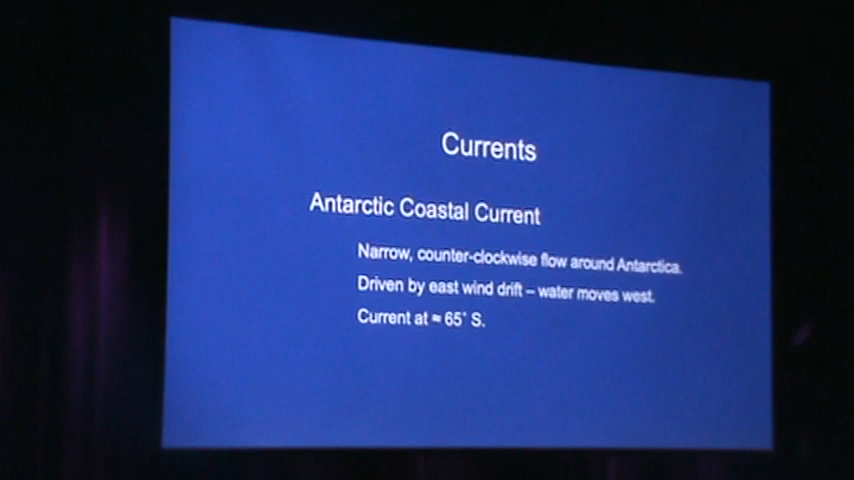 Currents
Antarctic Coastal Current
Narrow, counter-clockwise flow around Antarctica.
Driven by east wind drift – water moves west.
Current at ≈ 65° S.